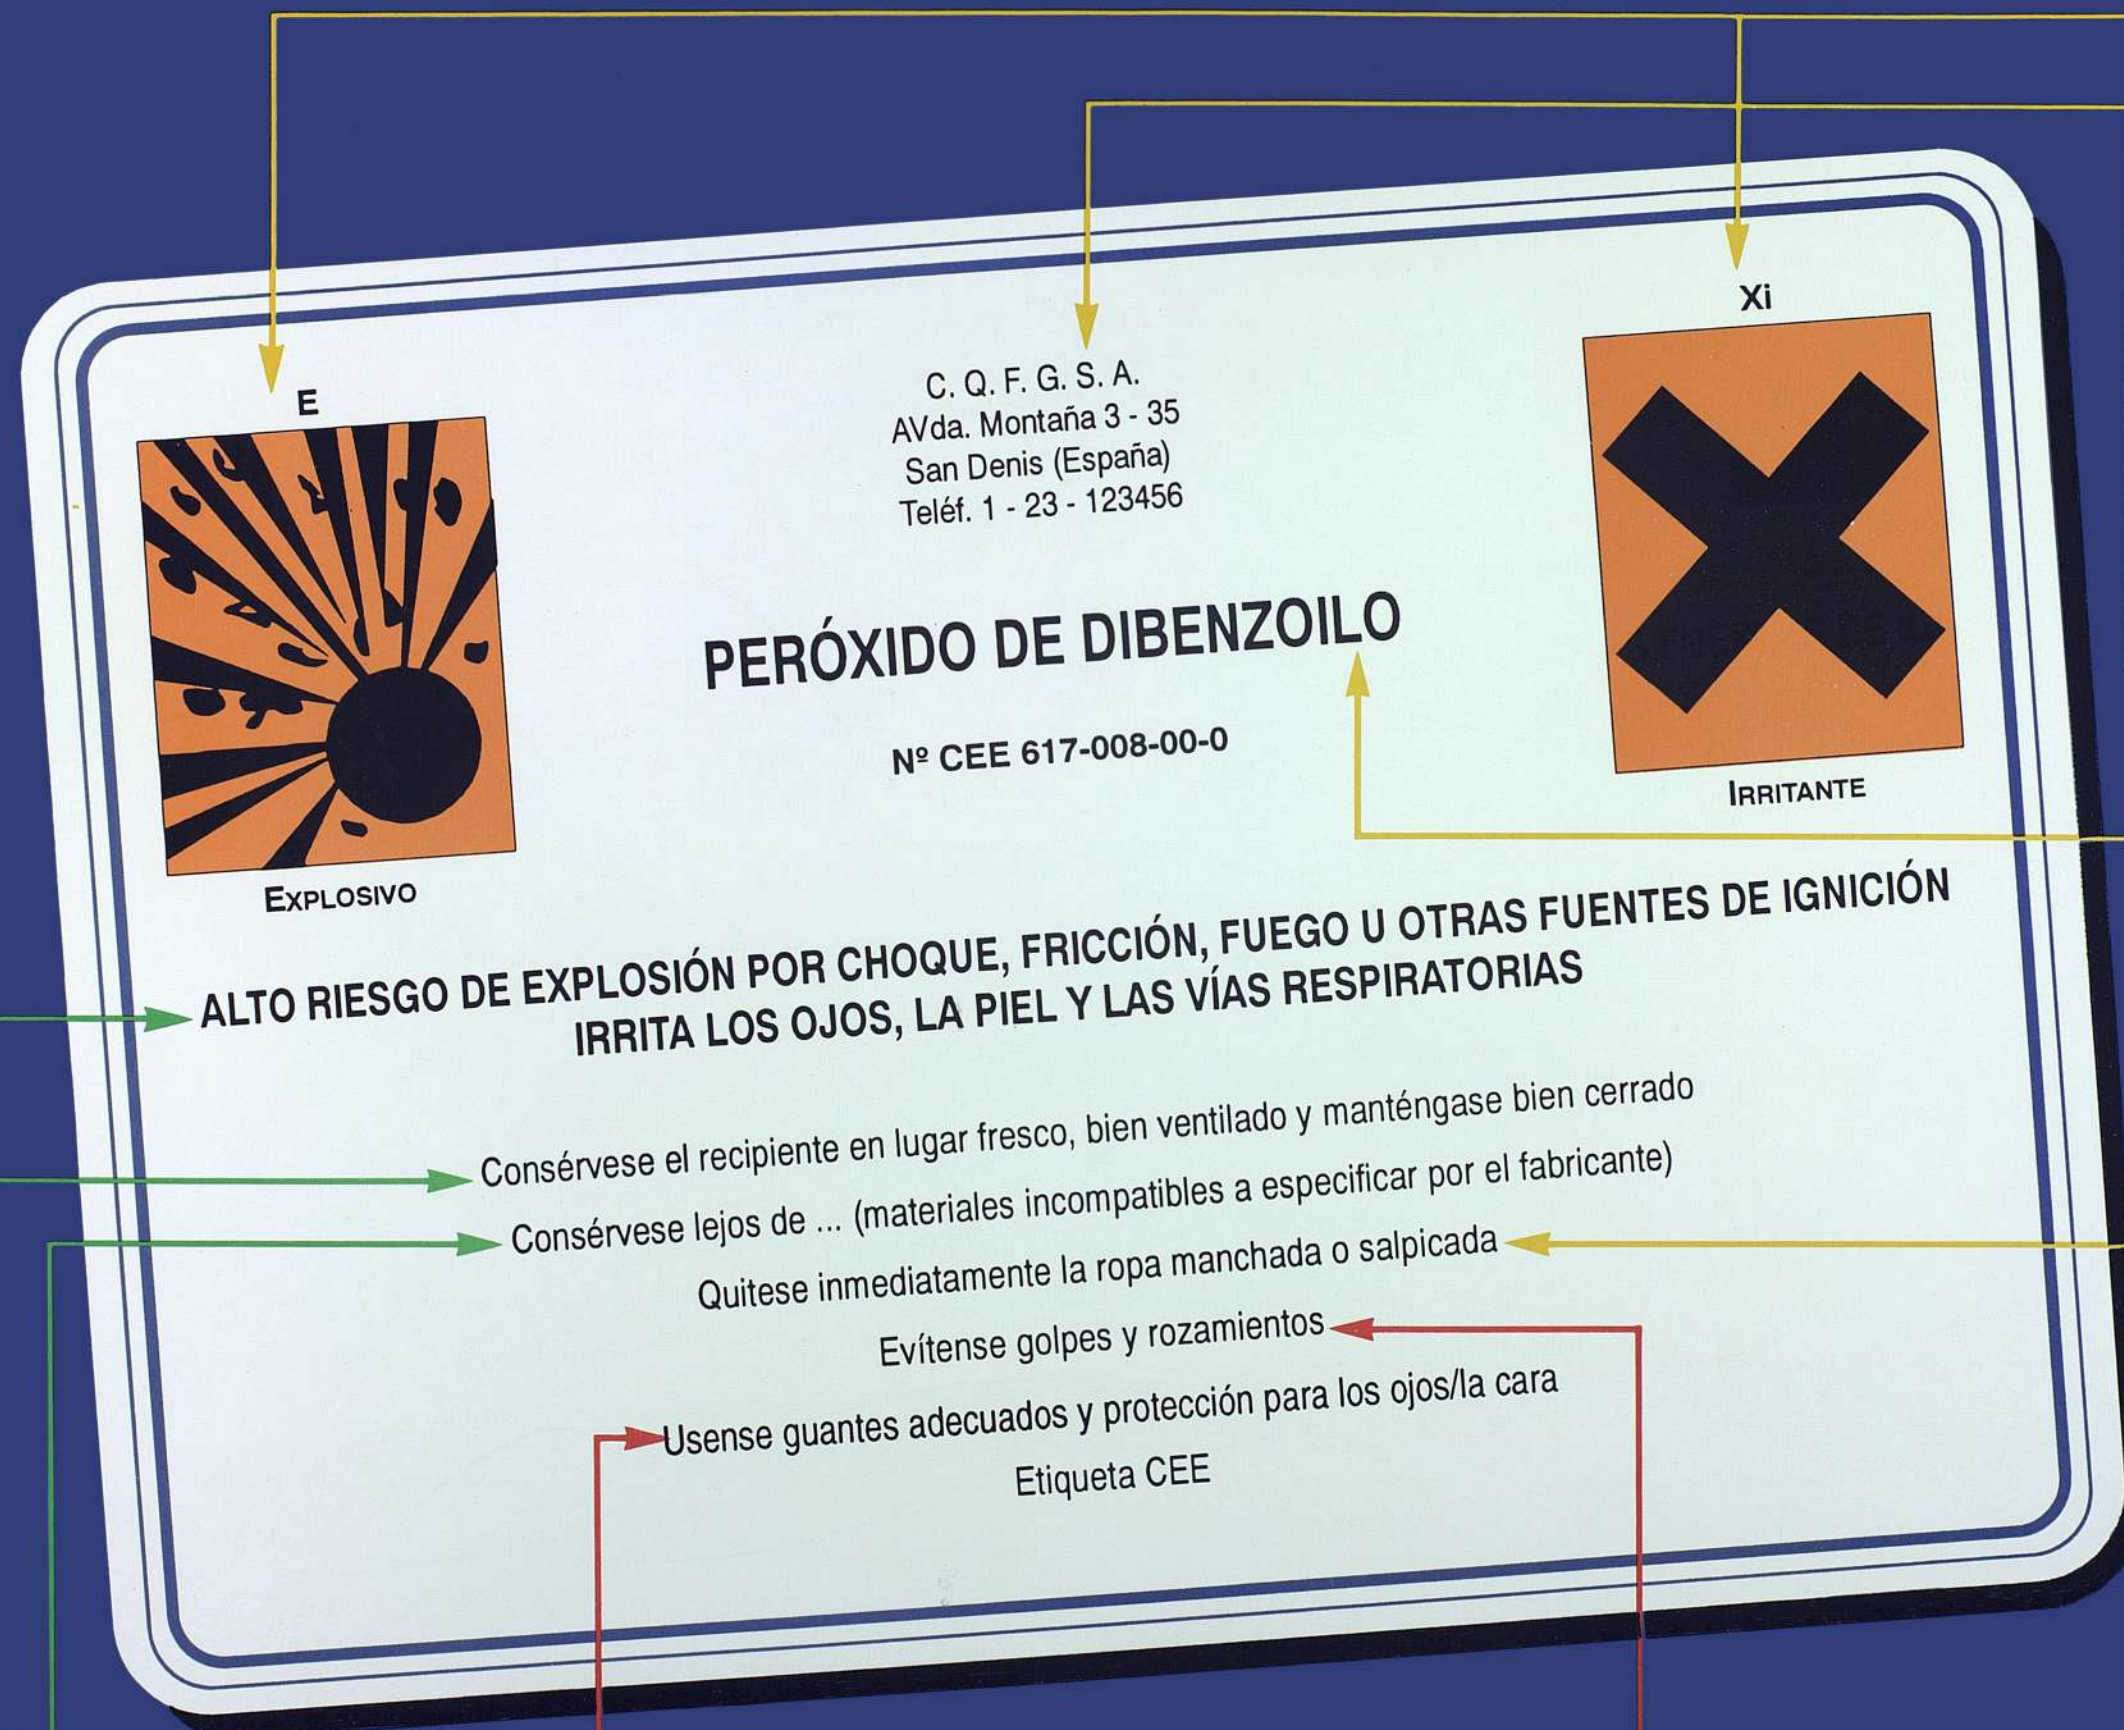 E
Xi
C. Q. F. G. S. A.
AVda. Montaña 3 - 35
San Denis (España)
Teléf. 1 - 23 - 123456
PERÓXIDO DE DIBENZOILO
Nº CEE 617-008-00-0
EXPLOSIVO
IRRITANTE
ALTO RIESGO DE EXPLOSIÓN POR CHOQUE, FRICCIÓN, FUEGO U OTRAS FUENTES DE IGNICIÓN
IRRITA LOS OJOS, LA PIEL Y LAS VÍAS RESPIRATORIAS
Consérvese el recipiente en lugar fresco, bien ventilado y manténgase bien cerrado
Consérvese lejos de ... (materiales incompatibles a especificar por el fabricante)
Quitese inmediatamente la ropa manchada o salpicada
Evítense golpes y rozamientos
Usense guantes adecuados y protección para los ojos/la cara
Etiqueta CEE